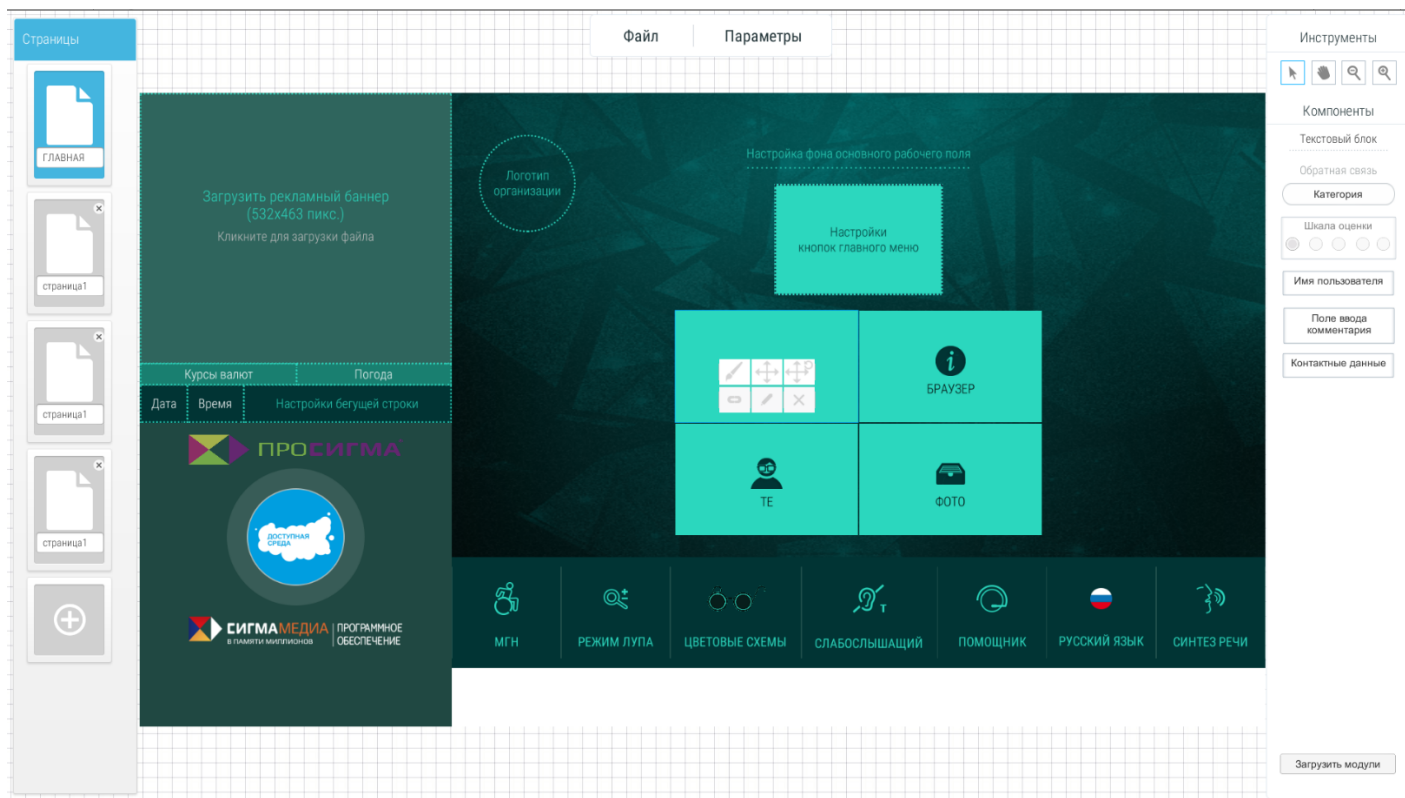 Страницы
ГЛАВНАЯ
страница1
страница1
страница1
Файл
Параметры
Загрузить рекламный баннер
(532x463 пикс.)
Кликните для загрузки файла
Курсы валют
Погода
Дата
Время
Настройки бегущей строки
ПРОСИГМА
ДОСТУПНАЯ
СРЕДА
СИГМАМЕДИА
В ПАМЯТИ МИЛЛИОНОВ
ПРОГРАММНОЕ
ОБЕСПЕЧЕНИЕ
Логотип
организации
Настройка фона основного рабочего поля
Настройки
кнопок главного меню
БРАУЗЕР
ТЕ
ФОТО
МГН
РЕЖИМ ЛУПА
ЦВЕТОВЫЕ СХЕМЫ
Т
СЛАБОСЛЫШАЩИЙ
ПОМОЩНИК
РУССКИЙ ЯЗЫК
СИНТЕЗ РЕЧИ
Инструменты
Компоненты
Текстовый блок
Обратная связь
Категория
Шкала оценки
Имя пользователя
Поле ввода
комментария
Контактные данные
Загрузить модули